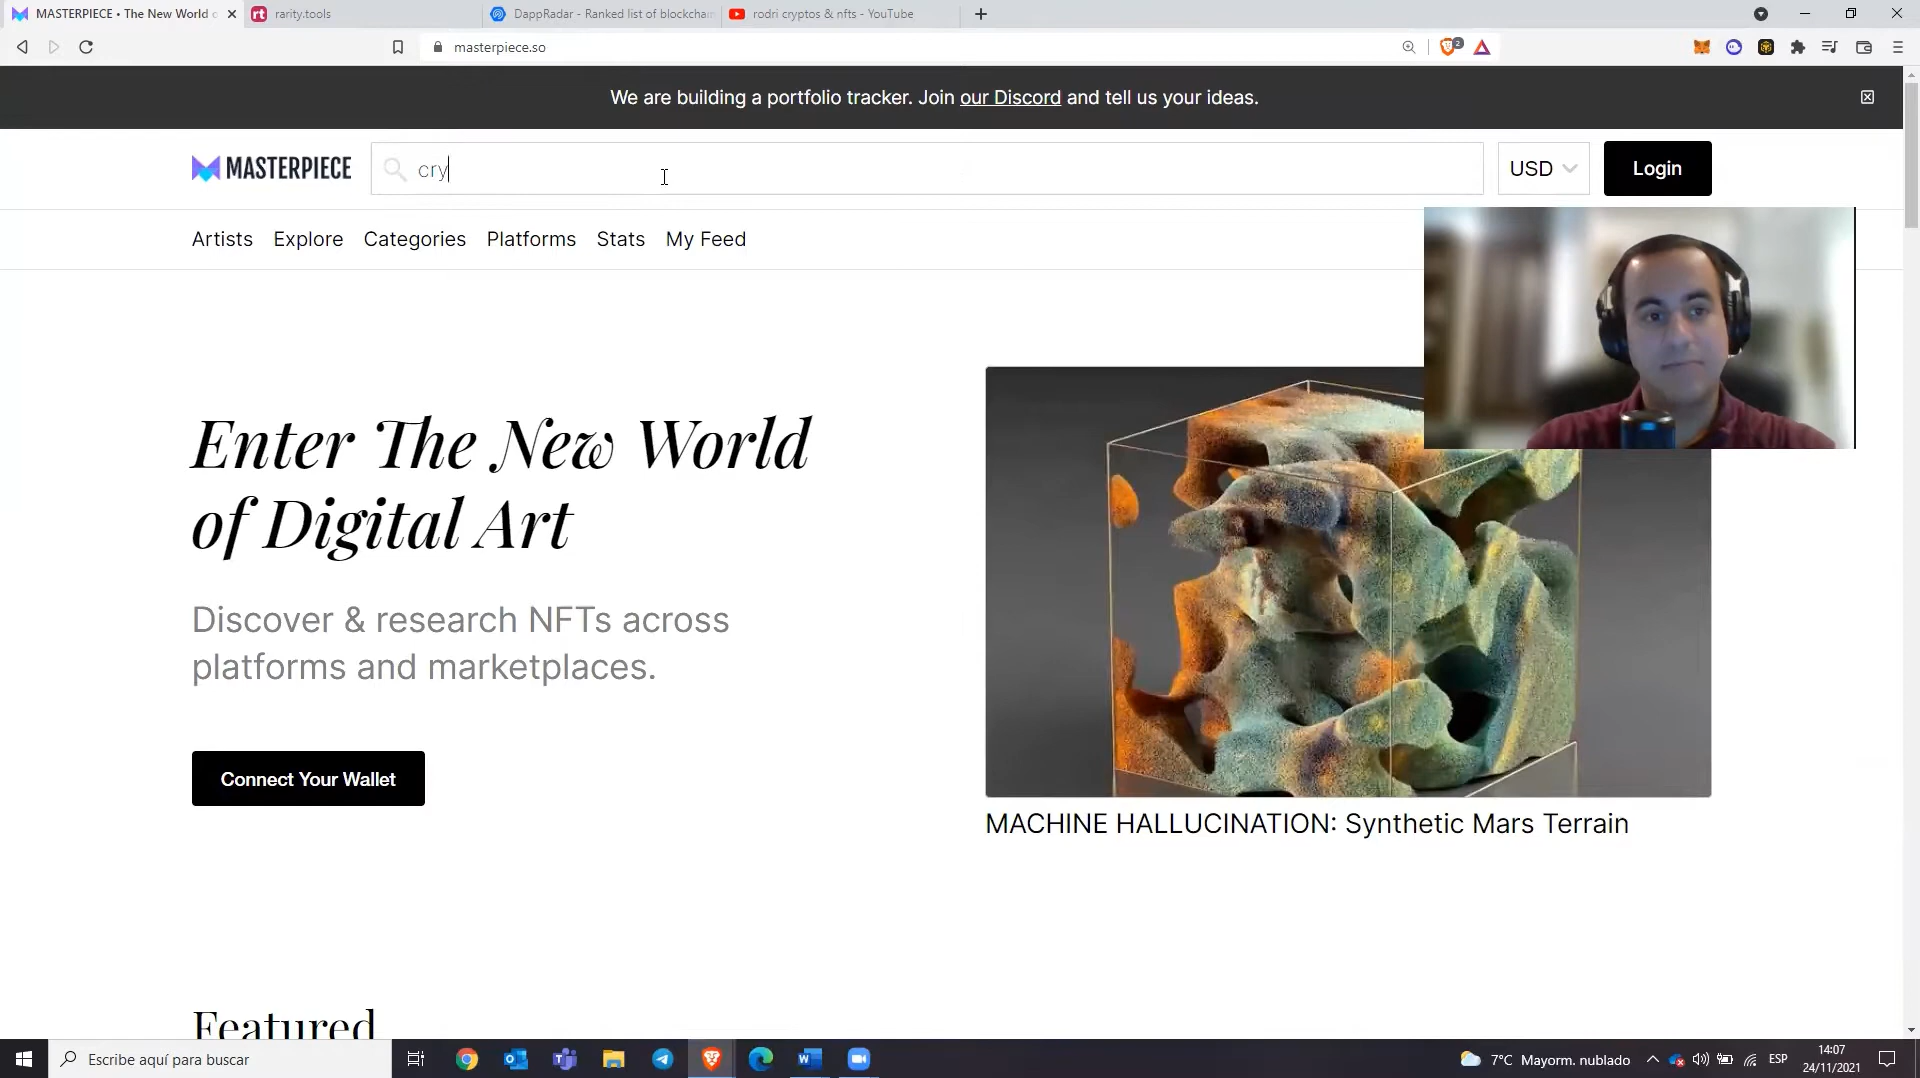 MASTERPIECE • The New World o
rarity.tools
DappRadar - Ranked list of blockchain
rodri cryptos & nfts - YouTube
masterpiece.so
2
We are building a portfolio tracker. Join our Discord and tell us your ideas.
MASTERPIECE
cry
USD
Login
Artists
Explore
Categories
Platforms
Stats
My Feed
Enter The New World
of Digital Art
Discover & research NFTs across
platforms and marketplaces.
Connect Your Wallet
MACHINE HALLUCINATION: Synthetic Mars Terrain
Featured
Escribe aquí para buscar
7°C Mayorm. nublado
ESP
14:07
24/11/2021